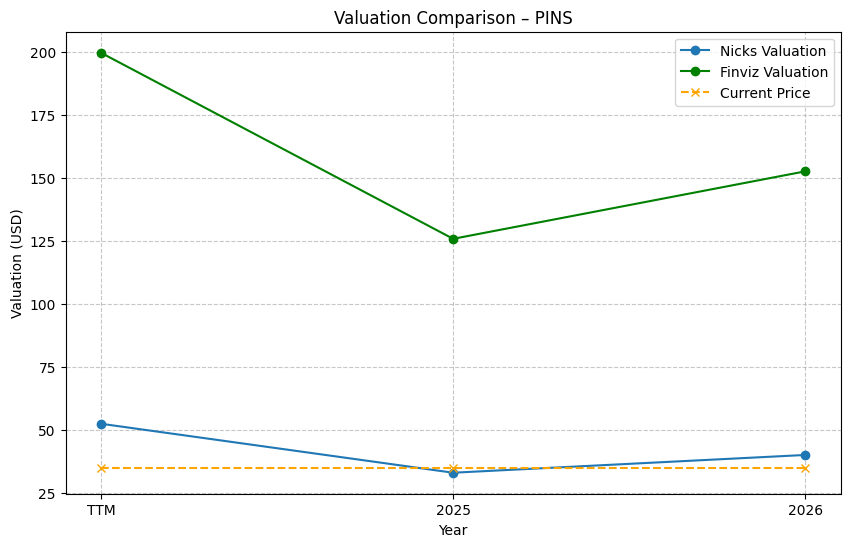 Valuation Comparison – PINS
Nicks Valuation
Finviz Valuation
Current Price
Valuation (USD)
200
175
150
125
100
75
50
25
TTM
2025
2026
Year